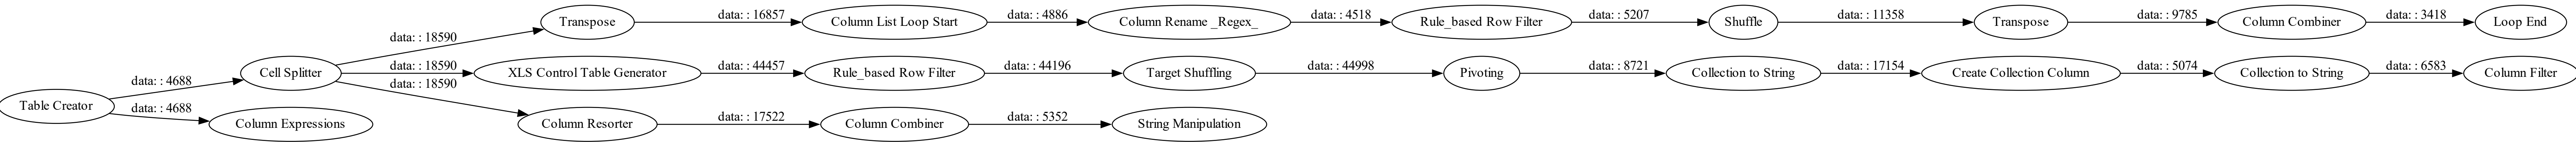 Transpose
data: : 16857
Column List Loop Start
data: : 4886
Column Rename _Regex_
data: : 4518
Rule_based Row Filter
data: : 5207
Shuffle
data: : 11358
Transpose
data: : 9785
Column Combiner
data: : 3418
Loop End
data: : 18590
Table Creator
data: : 4688
Cell Splitter
data: : 18590
XLS Control Table Generator
data: : 44457
Rule_based Row Filter
data: : 44196
Target Shuffling
data: : 44998
Pivoting
data: : 8721
Collection to String
data: : 17154
Create Collection Column
data: : 5074
Collection to String
data: : 6583
Column Filter
data: : 4688
Column Expressions
data: : 18590
Column Resorter
data: : 17522
Column Combiner
data: : 5352
String Manipulation